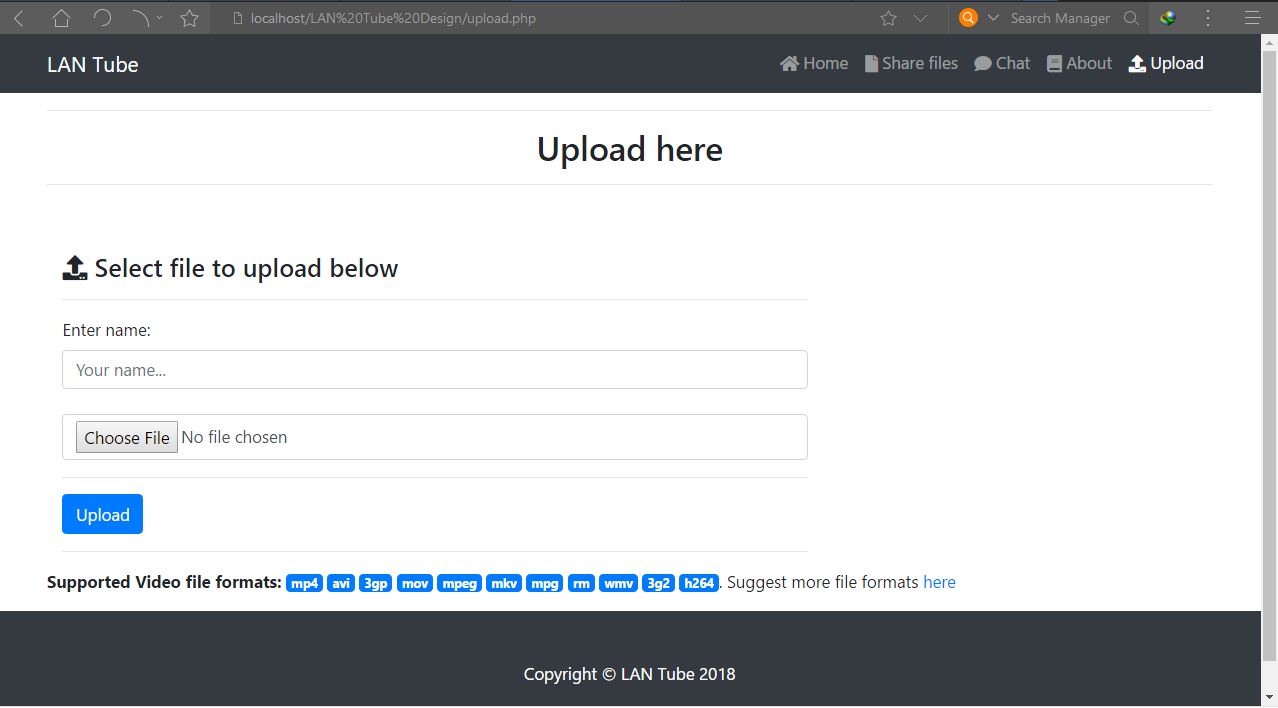 localhost/LAN%20Tube%20Design/upload.php Search Manager
LAN Tube Home Share files Chat About Upload
Upload here
Select file to upload below
Enter name:
Your name...
Choose File No file chosen
Upload
Supported Video file formats: mp4 avi 3gp mov mpeg mkv mpg rm wmv 3g2 h264. Suggest more file formats here
Copyright © LAN Tube 2018